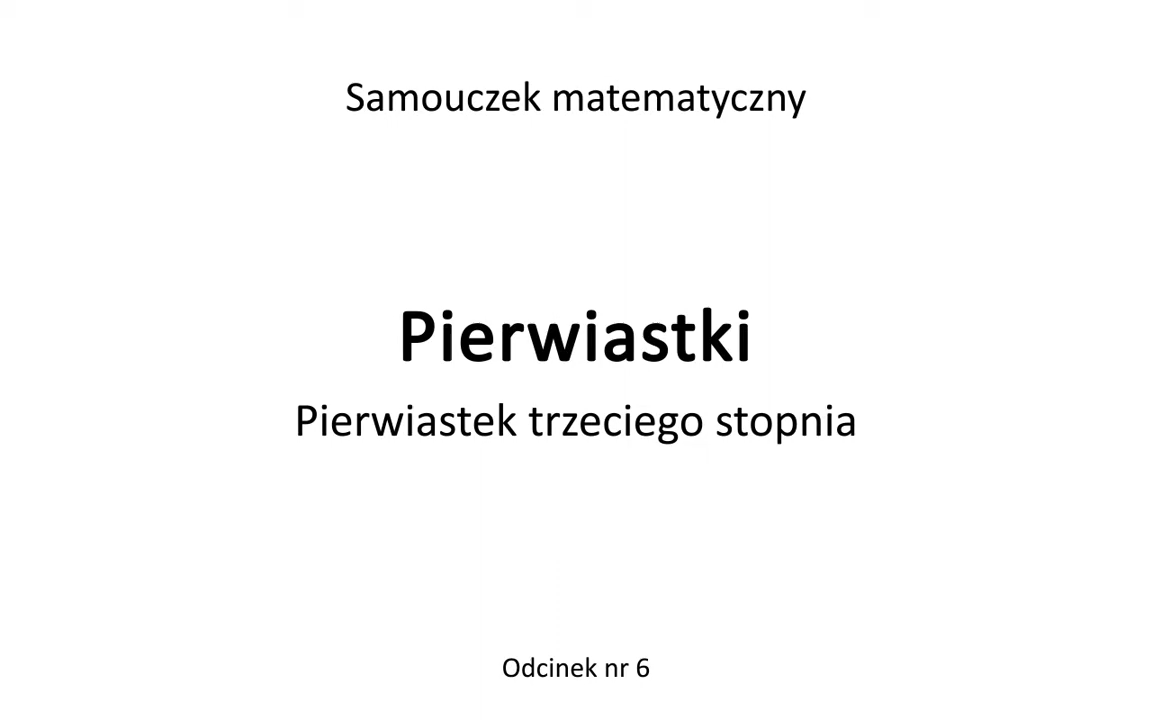 Samouczek matematyczny
Pierwiastki
Pierwiastek trzeciego stopnia
Odcinek nr 6